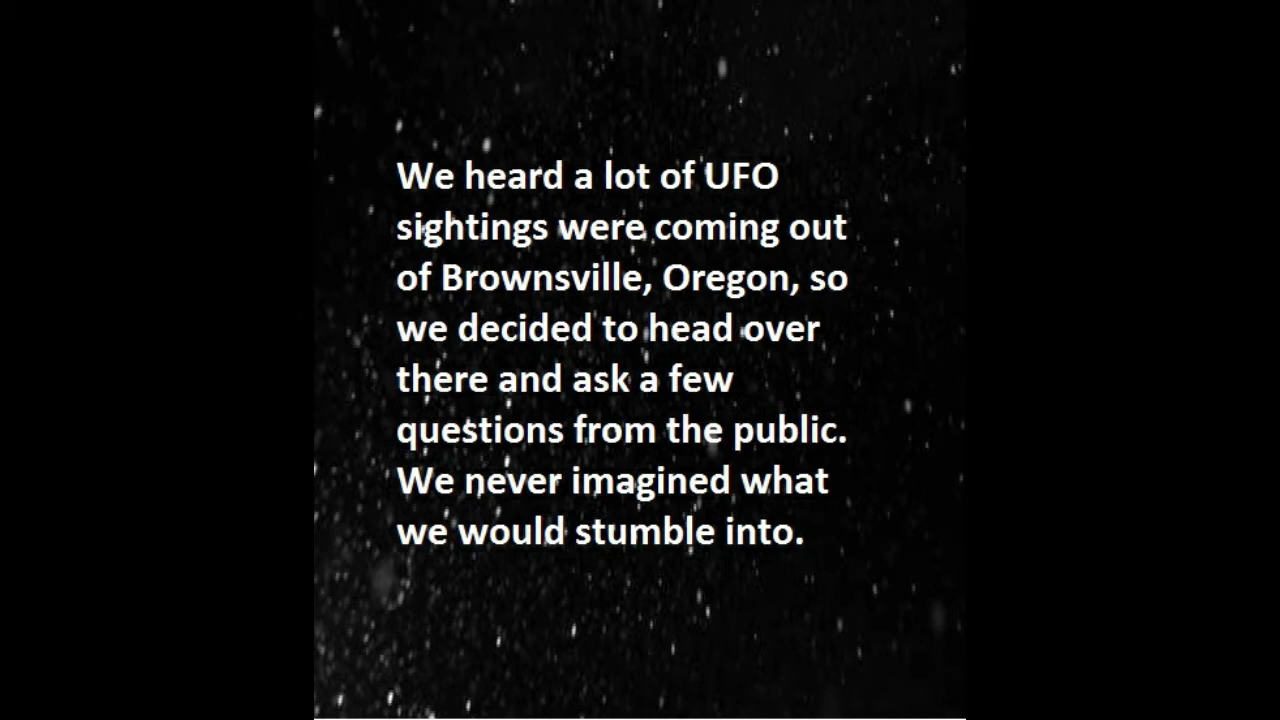 We heard a lot of UFO
sightings were coming out
of Brownsville, Oregon, so
we decided to head over
there and ask a few
questions from the public.
We never imagined what
we would stumble into.